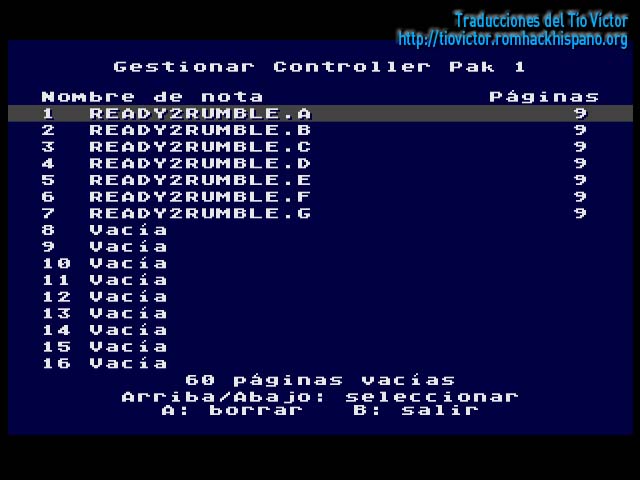 Traducciones del Tío Víctor
http://tiovictor.romhackhispano.org
Gestionar Controller Pak 1
Nombre de nota Páginas
1 READY2RUMBLE.A 9
2 READY2RUMBLE.B 9
3 READY2RUMBLE.C 9
4 READY2RUMBLE.D 9
5 READY2RUMBLE.E 9
6 READY2RUMBLE.F 9
7 READY2RUMBLE.G 9
8 Vacía
9 Vacía
10 Vacía
11 Vacía
12 Vacía
13 Vacía
14 Vacía
15 Vacía
16 Vacía
60 páginas vacías
Arriba/Abajo: seleccionar
A: borrar B: salir